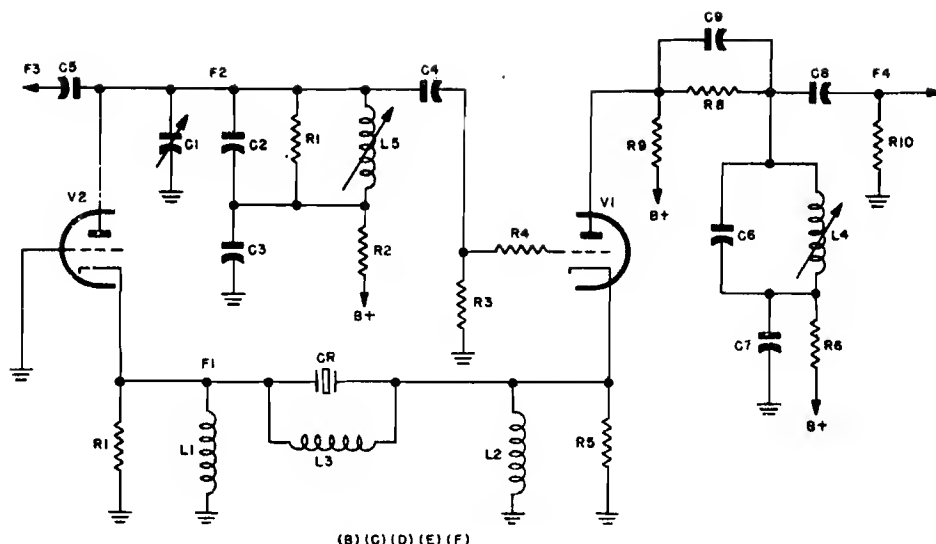 C9
F3
C5
F2
C4
C8
F4
R8
C1
C2
R1
L5
R9
R10
V2
V1
B+
C3
R2
R4
C6
L4
R3
B+
C7
R6
F1
CR
B+
R1
L1
L3
L2
R5
(B)(C)(D)(E)(F)